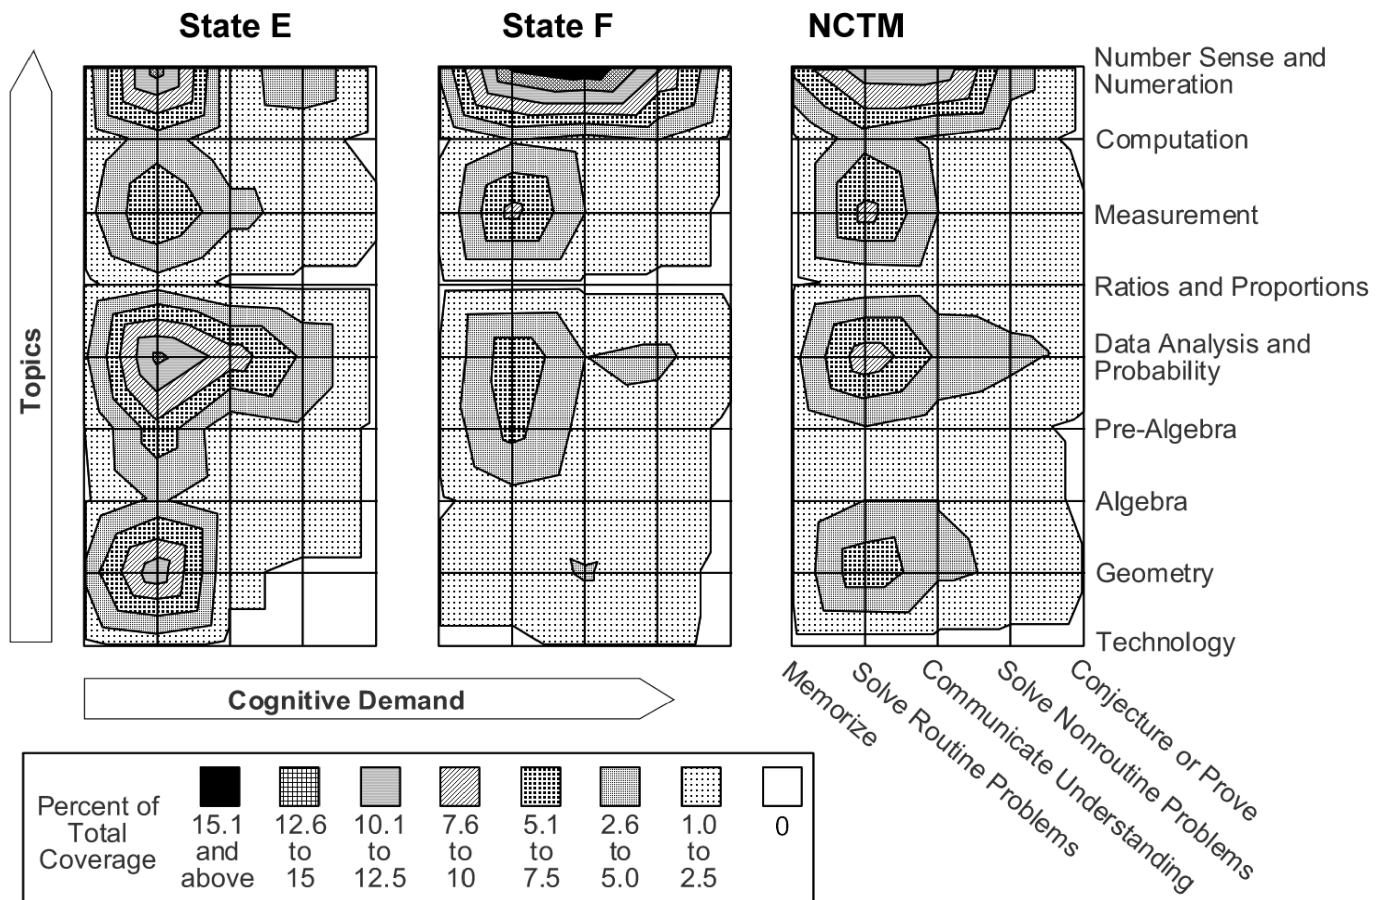 State E
State F
NCTM
Number Sense and
Numeration
Computation
Measurement
Ratios and Proportions
Data Analysis and
Probability
Pre-Algebra
Algebra
Geometry
Technology
Topics
Cognitive Demand
Memorize
Solve Routine Problems
Communicate Understanding
Solve Nonroutine Problems
Conjecture or Prove
Percent of
Total
Coverage
15.1
and
above
12.6
to
15
10.1
to
12.5
7.6
to
10
5.1
to
7.5
2.6
to
5.0
1.0
to
2.5
0